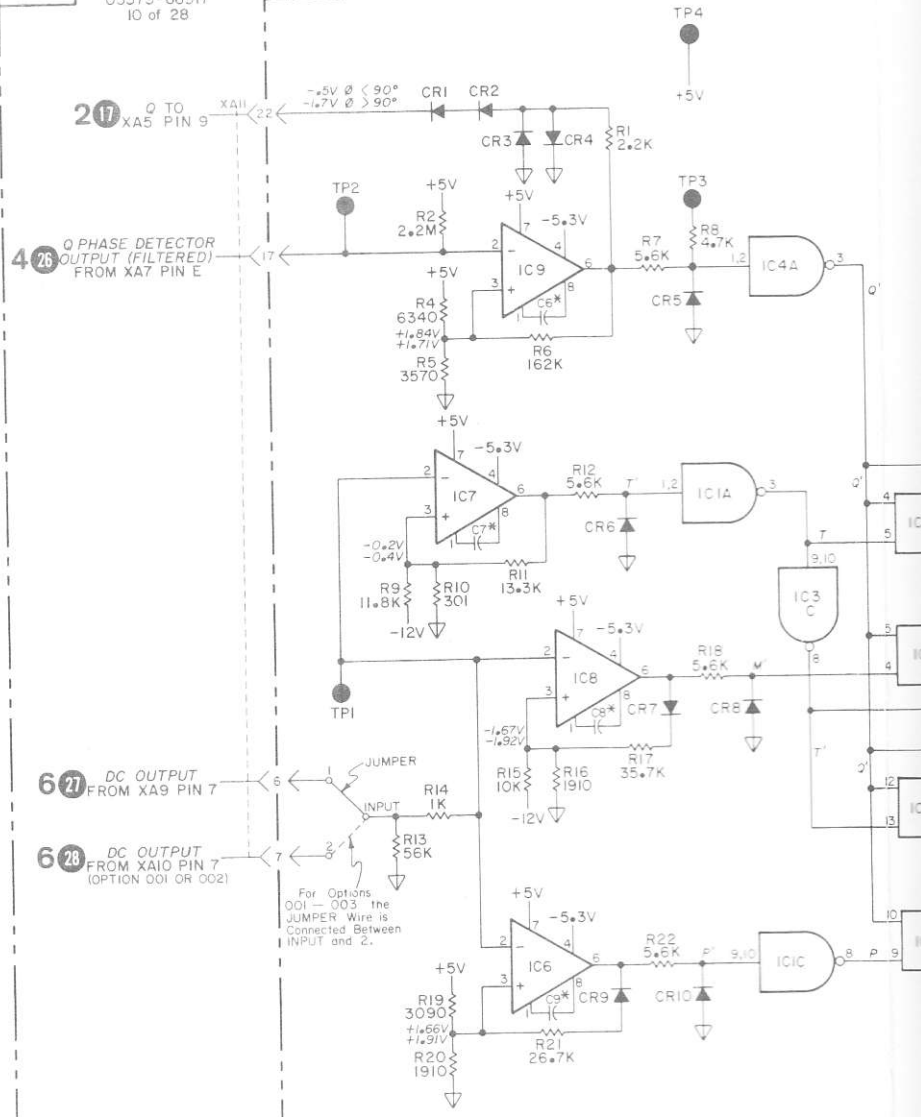 10 of 28
TP4
+5V
2 17 Q TO
XA5 PIN 9
XA11
22
-.5V Ø < 90°
-1.7V Ø > 90°
CR1
CR2
CR3
CR4
R1
2.2K
4 26 Q PHASE DETECTOR
OUTPUT (FILTERED)
FROM XA7 PIN E
17
TP2
+5V
R2
2.2M
+5V
-5.3V
7
4
2
3
6
8
1
-
+
IC9
C6*
+5V
R4
6340
+1.84V
+1.71V
R5
3570
R6
162K
R7
5.6K
TP3
R8
4.7K
CR5
1,2
IC4A
3
Q'
+5V
-5.3V
7
4
2
3
6
8
1
-
+
IC7
C7*
-0.2V
-0.4V
R9
11.8K
-12V
R10
301
R11
13.3K
R12
5.6K
T'
CR6
1,2
IC1A
3
T
9,10
IC3
C
8
T'
Q'
4
5
TP1
+5V
-5.3V
7
4
2
3
6
8
1
-
+
IC8
C8*
-1.67V
-1.92V
R15
10K
-12V
R16
1910
R17
35.7K
CR7
R18
5.6K
M'
CR8
5
4
Q'
12
13
6 27 DC OUTPUT
FROM XA9 PIN 7
6
1
JUMPER
INPUT
R14
1K
R13
56K
6 28 DC OUTPUT
FROM XA10 PIN 7
(OPTION 001 OR 002)
7
2
For Options
001 - 003 the
JUMPER Wire is
Connected Between
INPUT and 2.
+5V
-5.3V
7
4
2
3
6
8
1
-
+
IC6
C9*
+5V
R19
3090
+1.66V
+1.91V
R20
1910
R21
26.7K
CR9
R22
5.6K
P'
CR10
9,10
IC1C
8
P
10
9